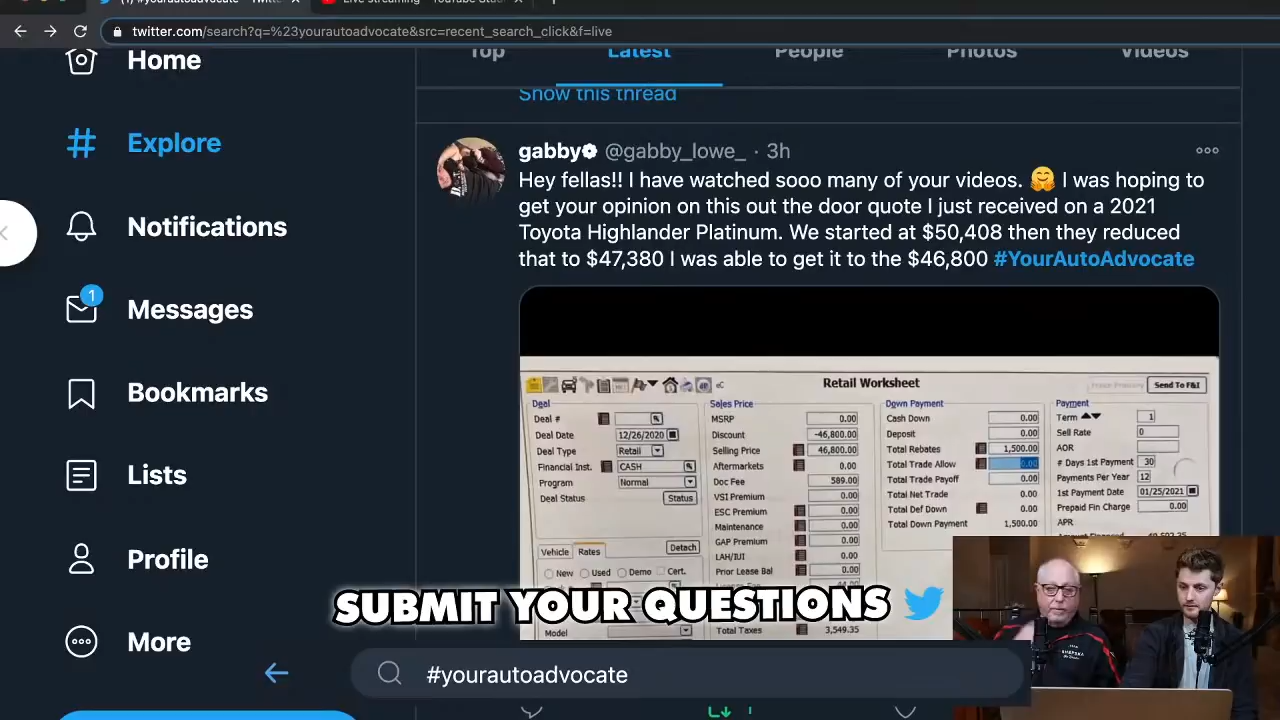 twitter.com/search?q=%23yourautoadvocate&src=recent_search_click&f=live
Home
Explore
Notifications
1
Messages
Bookmarks
Lists
Profile
More
Top
Latest
People
Photos
Videos
Show this thread
gabby @gabby_lowe_ · 3h
Hey fellas!! I have watched sooo many of your videos. 🤗 I was hoping to
get your opinion on this out the door quote I just received on a 2021
Toyota Highlander Platinum. We started at $50,408 then they reduced
that to $47,380 I was able to get it to the $46,800 #YourAutoAdvocate
Retail Worksheet
Send To F&I
Deal
Deal #
Deal Date 12/26/2020
Deal Type Retail
Financial Inst. CASH
Program Normal
Deal Status Status
Vehicle Rates Detach
New Used Demo Cert.
Model
Sales Price
MSRP 0.00
Discount -46,800.00
Selling Price 46,800.00
Aftermarkets 0.00
Doc Fee 589.00
VSI Premium 0.00
ESC Premium 0.00
Maintenance 0.00
GAP Premium 0.00
LAH/IUI 0.00
Prior Lease Bal 0.00
Total Taxes 3,549.35
Down Payment
Cash Down 0.00
Deposit 0.00
Total Rebates 1,500.00
Total Trade Allow 0.00
Total Trade Payoff 0.00
Total Net Trade 0.00
Total Def Down 0.00
Total Down Payment 1,500.00
Payment
Term 1
Sell Rate 0
AOR
# Days 1st Payment 30
Payments Per Year 12
1st Payment Date 01/25/2021
Prepaid Fin Charge 0.00
APR
SUBMIT YOUR QUESTIONS
#yourautoadvocate